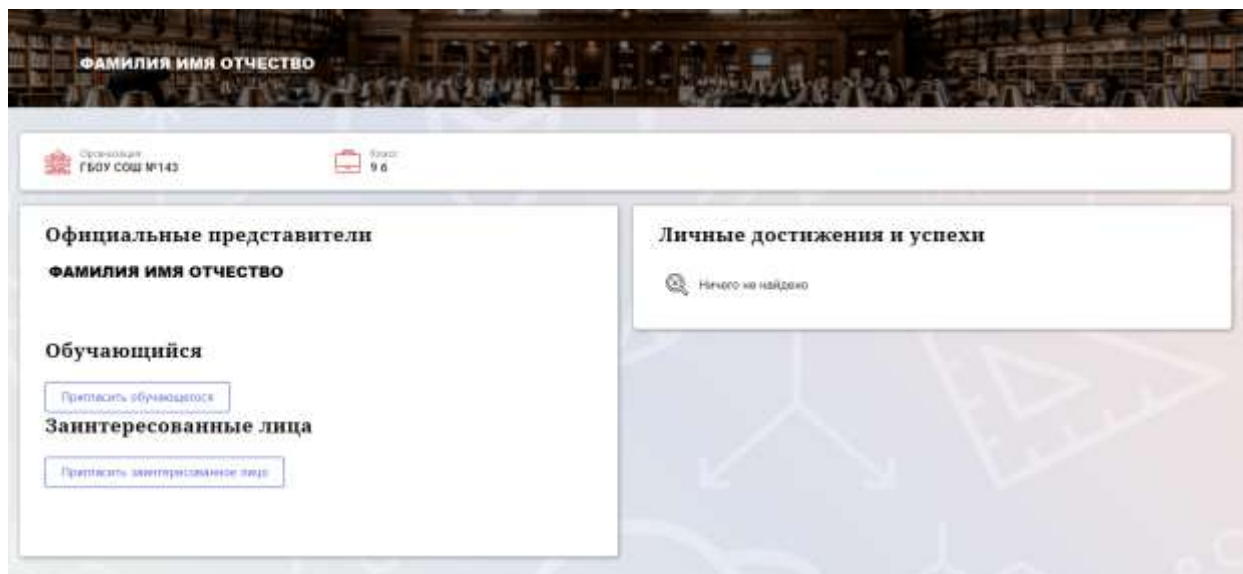 ФАМИЛИЯ ИМЯ ОТЧЕСТВО
Организация
ГБОУ СОШ №143
Класс
9 б
Официальные представители
ФАМИЛИЯ ИМЯ ОТЧЕСТВО
Обучающийся
Пригласить обучающегося
Заинтересованные лица
Пригласить заинтересованное лицо
Личные достижения и успехи
Ничего не найдено